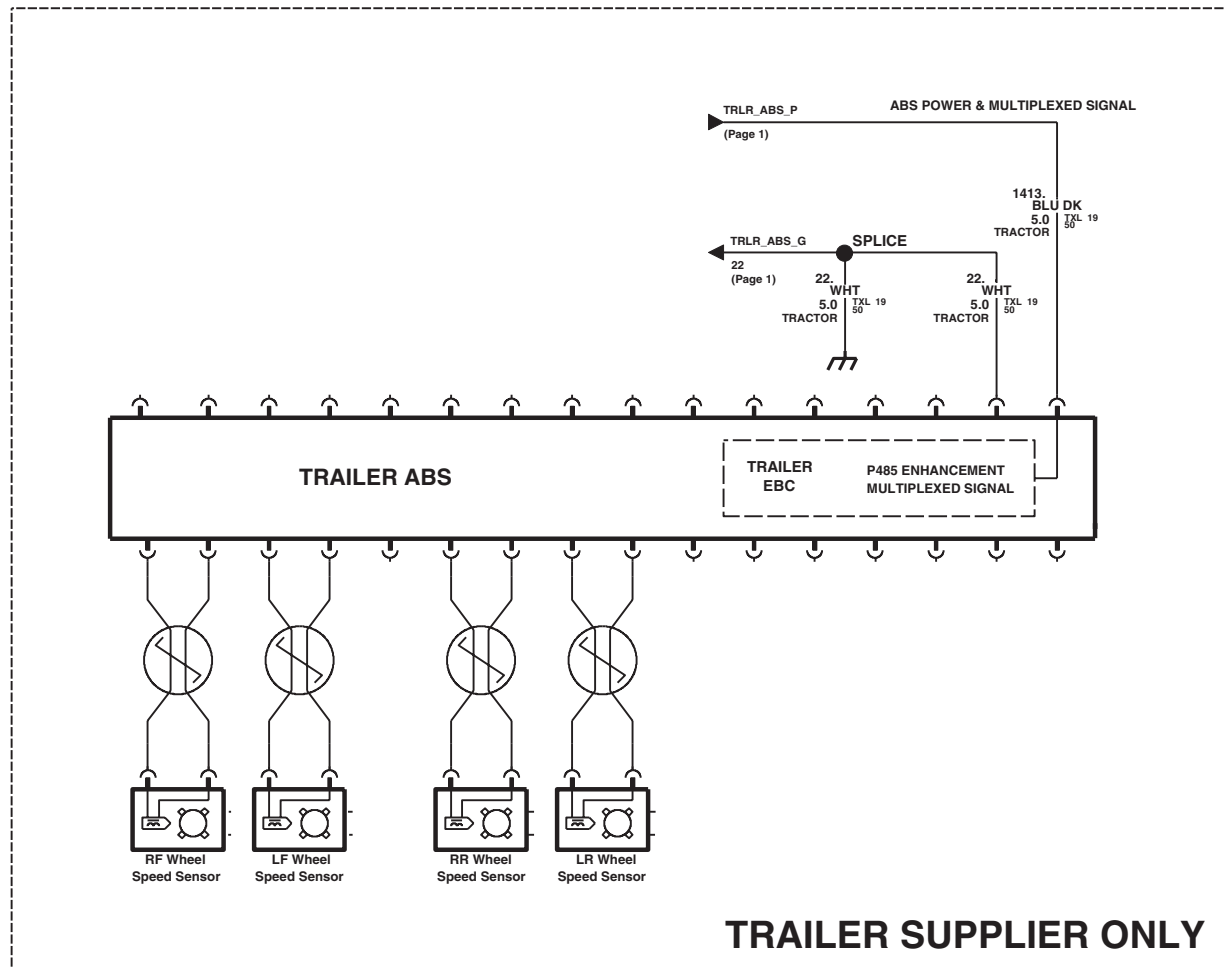 TRLR_ABS_P
ABS POWER & MULTIPLEXED SIGNAL
(Page 1)
1413.
BLU DK
5.0
TXL 19
50
TRACTOR
TRLR_ABS_G
SPLICE
22
(Page 1)
22.
WHT
5.0
TXL 19
50
TRACTOR
22.
WHT
5.0
TXL 19
50
TRACTOR
TRAILER ABS
TRAILER
EBC
P485 ENHANCEMENT
MULTIPLEXED SIGNAL
RF Wheel
Speed Sensor
LF Wheel
Speed Sensor
RR Wheel
Speed Sensor
LR Wheel
Speed Sensor
TRAILER SUPPLIER ONLY